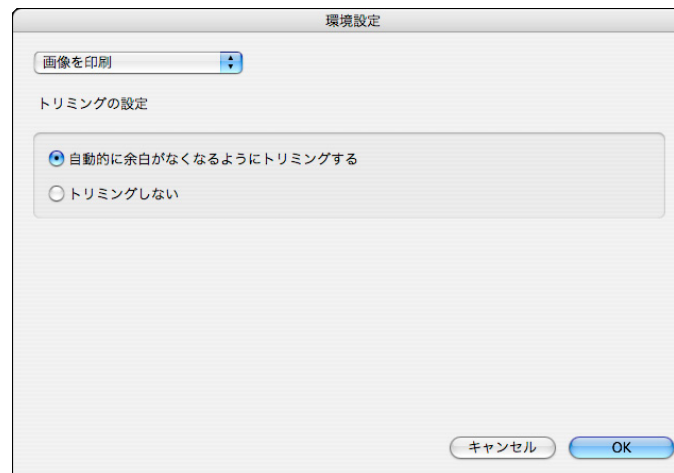 環境設定
画像を印刷
トリミングの設定
自動的に余白がなくなるようにトリミングする
トリミングしない
キャンセル
OK